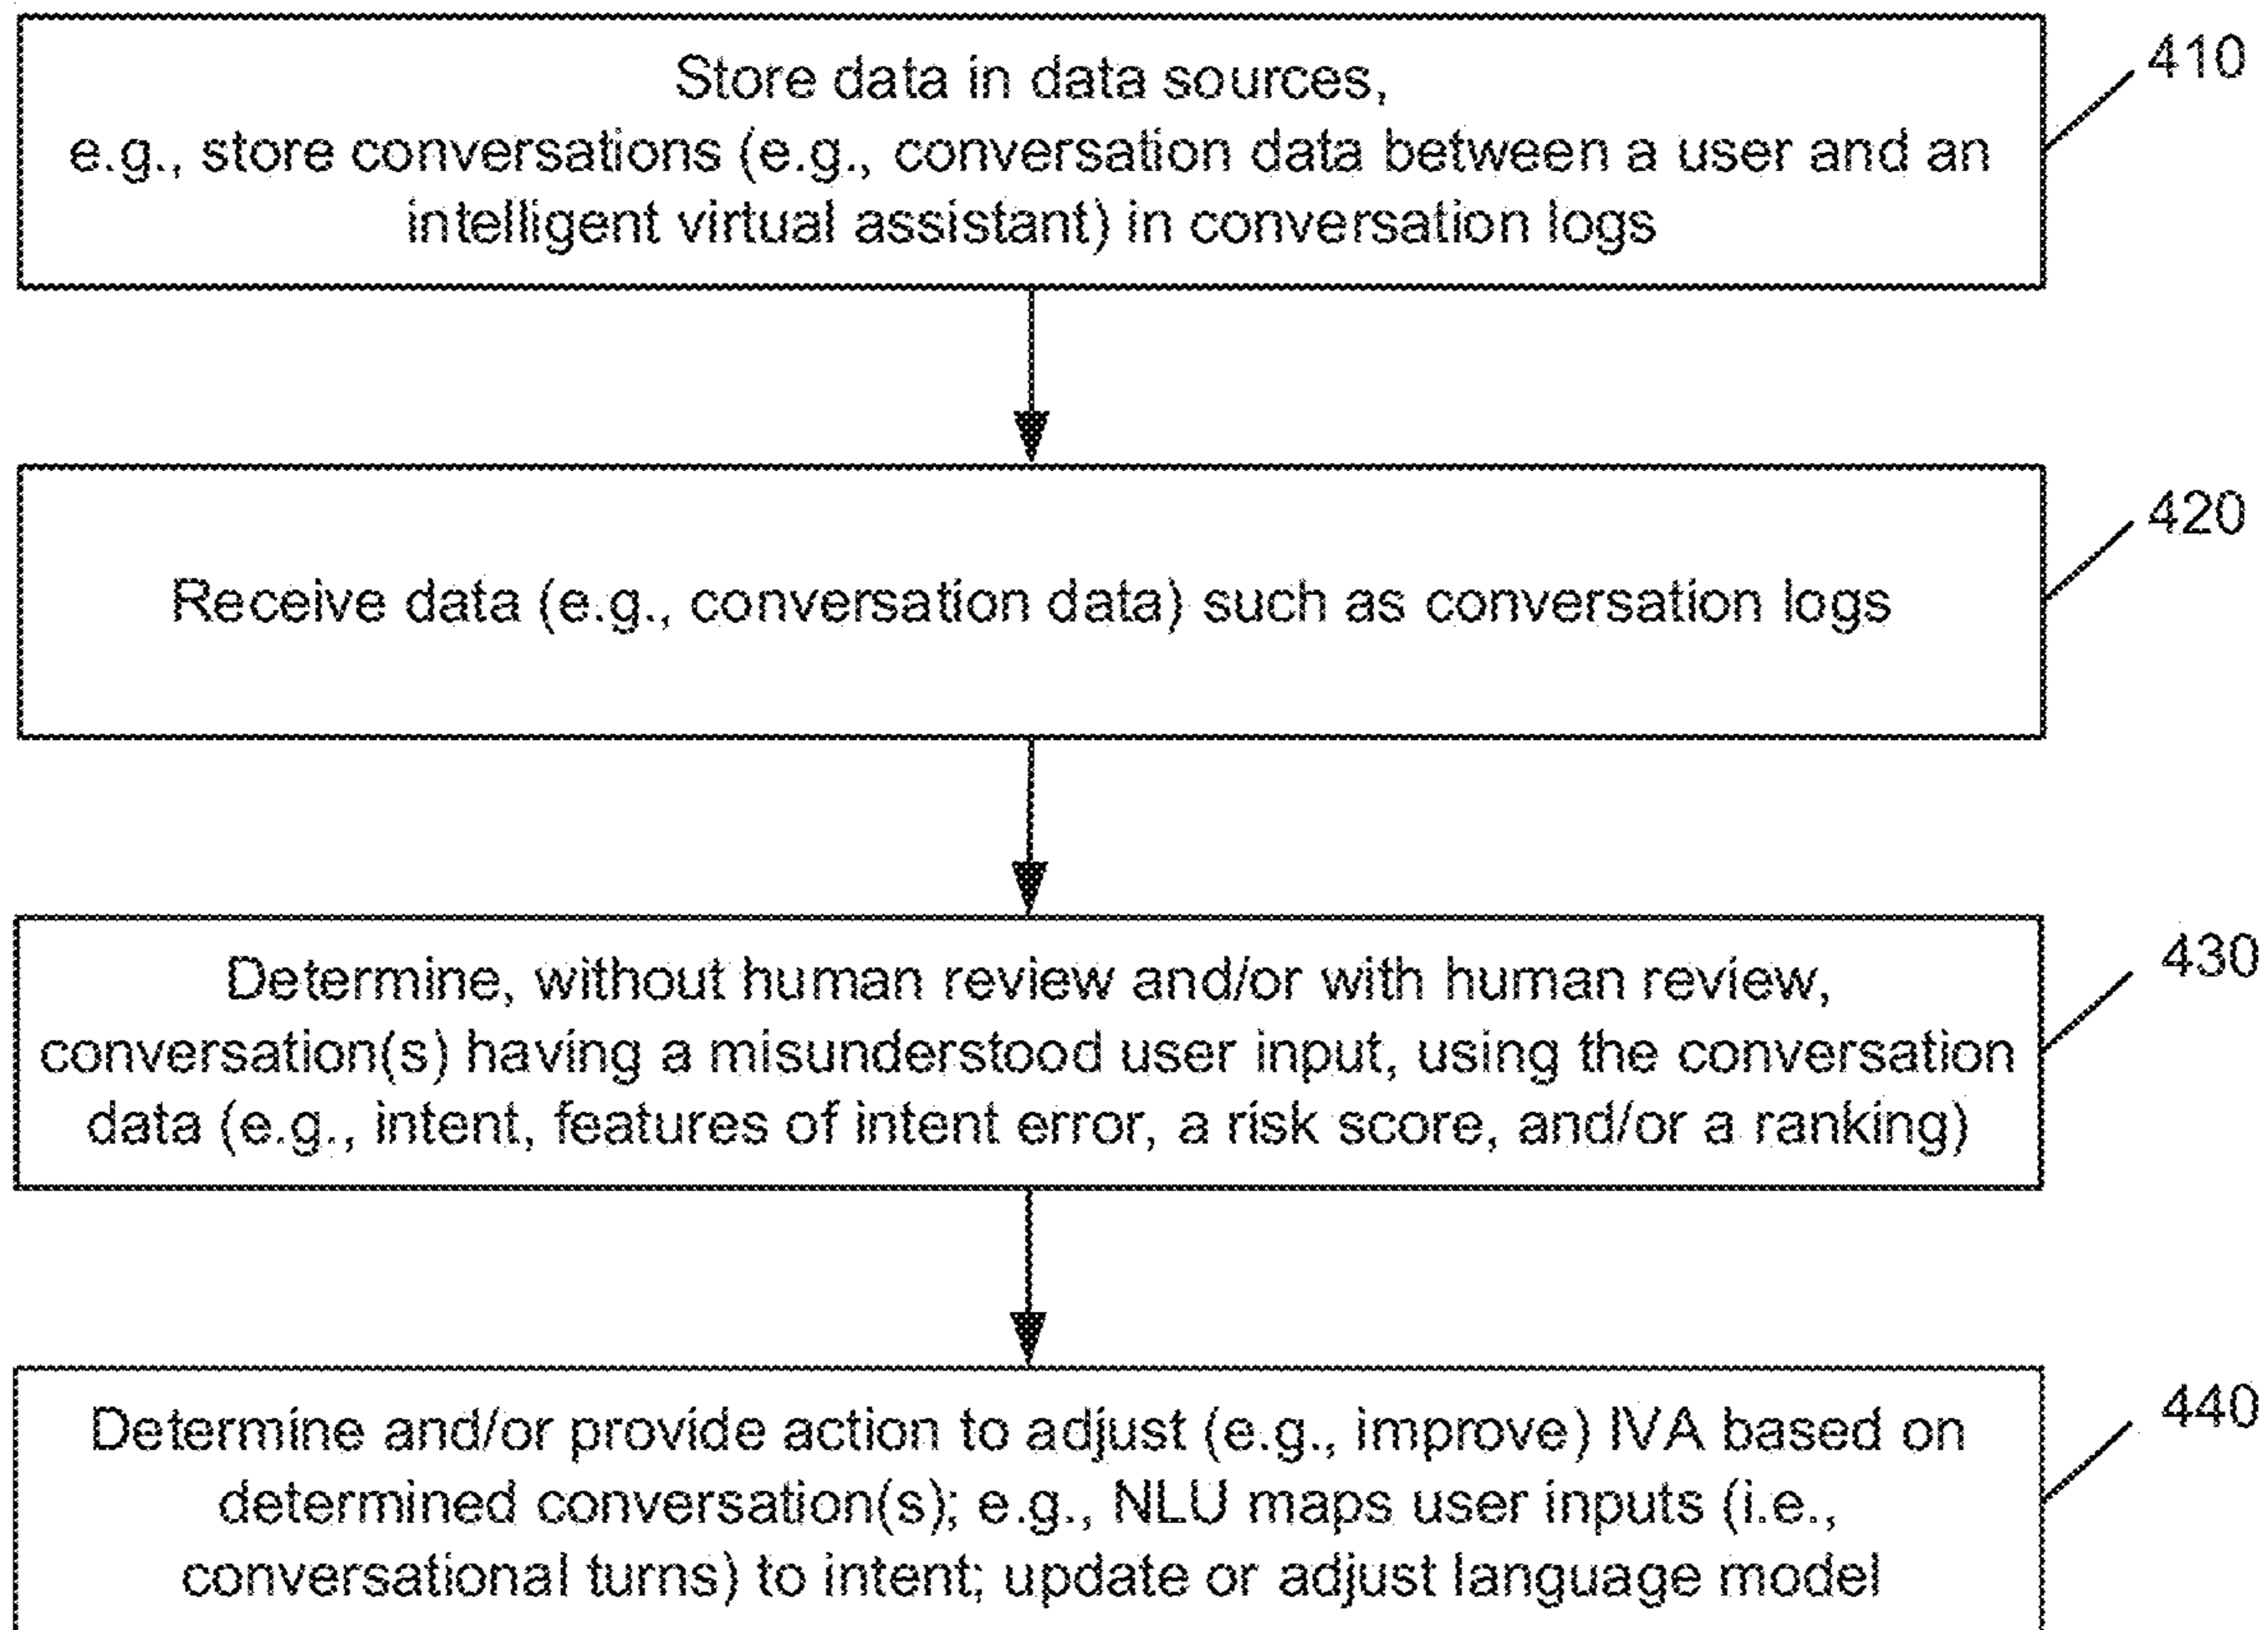 Store data in data sources,
e.g., store conversations (e.g., conversation data between a user and an
intelligent virtual assistant) in conversation logs
410
Receive data (e.g., conversation data) such as conversation logs
420
Determine, without human review and/or with human review,
conversation(s) having a misunderstood user input, using the conversation
data (e.g., intent, features of intent error, a risk score, and/or a ranking)
430
Determine and/or provide action to adjust (e.g., improve) IVA based on
determined conversation(s); e.g., NLU maps user inputs (i.e.,
conversational turns) to intent; update or adjust language model
440